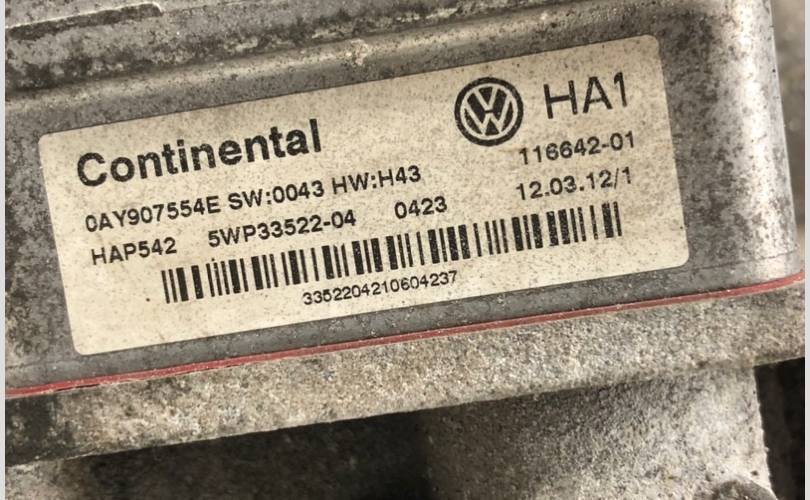 Continental
HA1
0AY907554E SW:0043 HW:H43
116642-01
HAP542 5WP33522-04 0423
12.03.12/1
3352204210604237